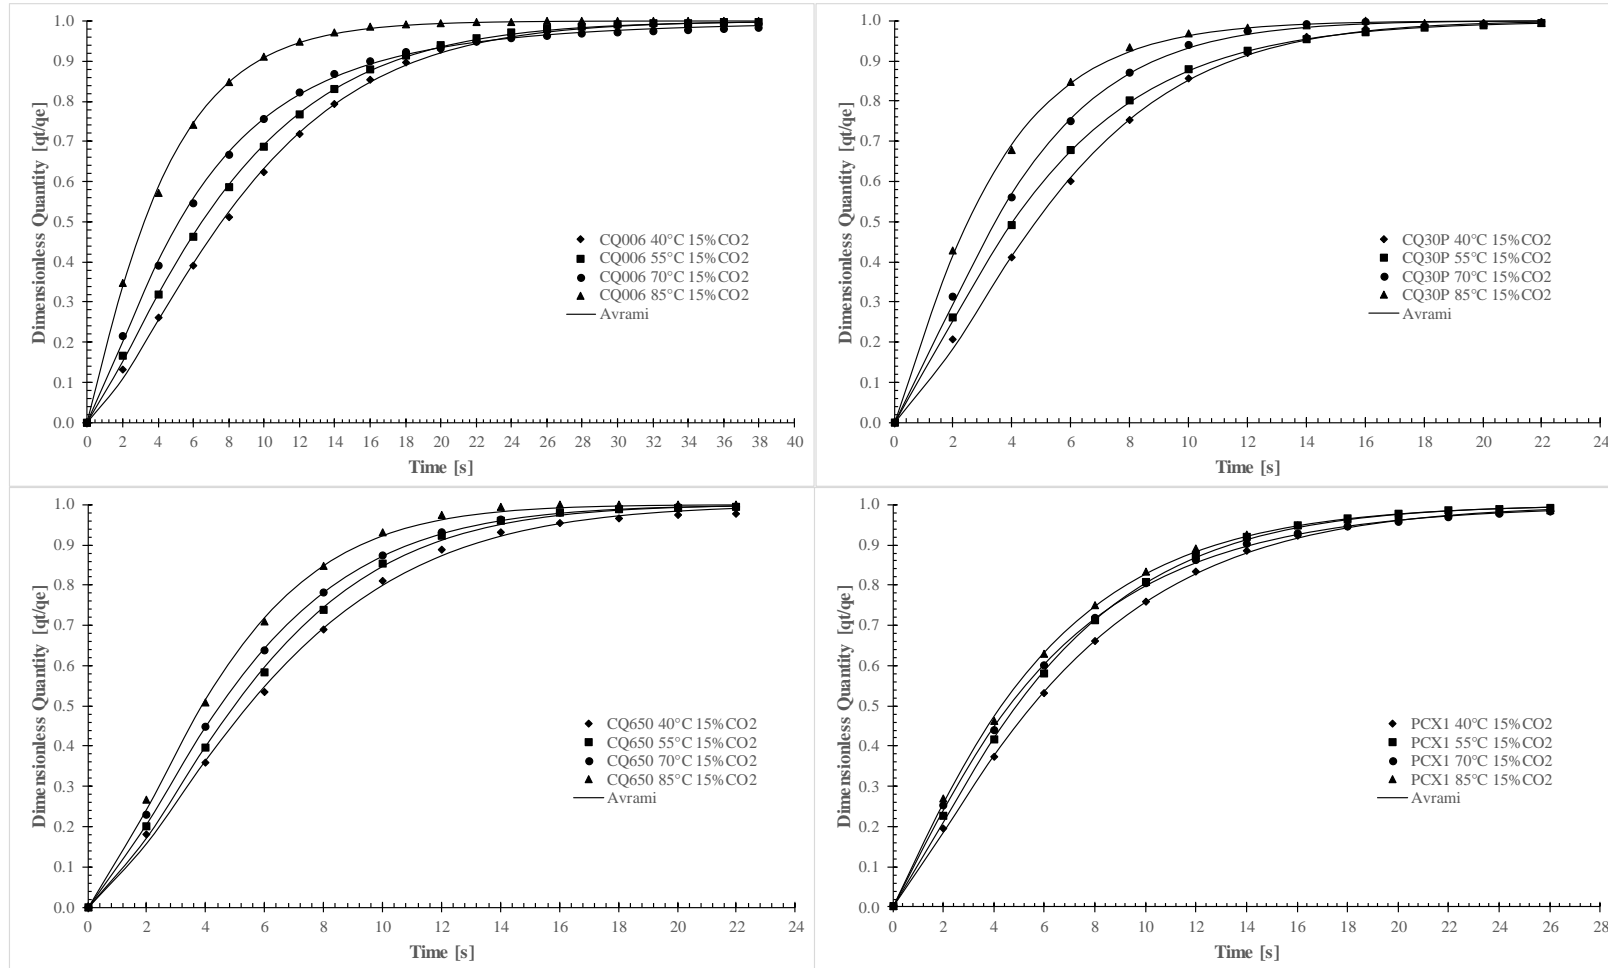 Dimensionless Quantity [qt/qe]
1.0
0.9
0.8
0.7
0.6
0.5
0.4
0.3
0.2
0.1
0.0
CQ006 40°C 15%CO2
CQ006 55°C 15%CO2
CQ006 70°C 15%CO2
CQ006 85°C 15%CO2
Avrami
0 2 4 6 8 10 12 14 16 18 20 22 24 26 28 30 32 34 36 38 40
Time [s]
Dimensionless Quantity [qt/qe]
1.0
0.9
0.8
0.7
0.6
0.5
0.4
0.3
0.2
0.1
0.0
CQ30P 40°C 15%CO2
CQ30P 55°C 15%CO2
CQ30P 70°C 15%CO2
CQ30P 85°C 15%CO2
Avrami
0 2 4 6 8 10 12 14 16 18 20 22 24
Time [s]
Dimensionless Quantity [qt/qe]
1.0
0.9
0.8
0.7
0.6
0.5
0.4
0.3
0.2
0.1
0.0
CQ650 40°C 15%CO2
CQ650 55°C 15%CO2
CQ650 70°C 15%CO2
CQ650 85°C 15%CO2
Avrami
0 2 4 6 8 10 12 14 16 18 20 22 24
Time [s]
Dimensionless Quantity [qt/qe]
1.0
0.9
0.8
0.7
0.6
0.5
0.4
0.3
0.2
0.1
0.0
PCX1 40°C 15%CO2
PCX1 55°C 15%CO2
PCX1 70°C 15%CO2
PCX1 85°C 15%CO2
Avrami
0 2 4 6 8 10 12 14 16 18 20 22 24 26 28
Time [s]